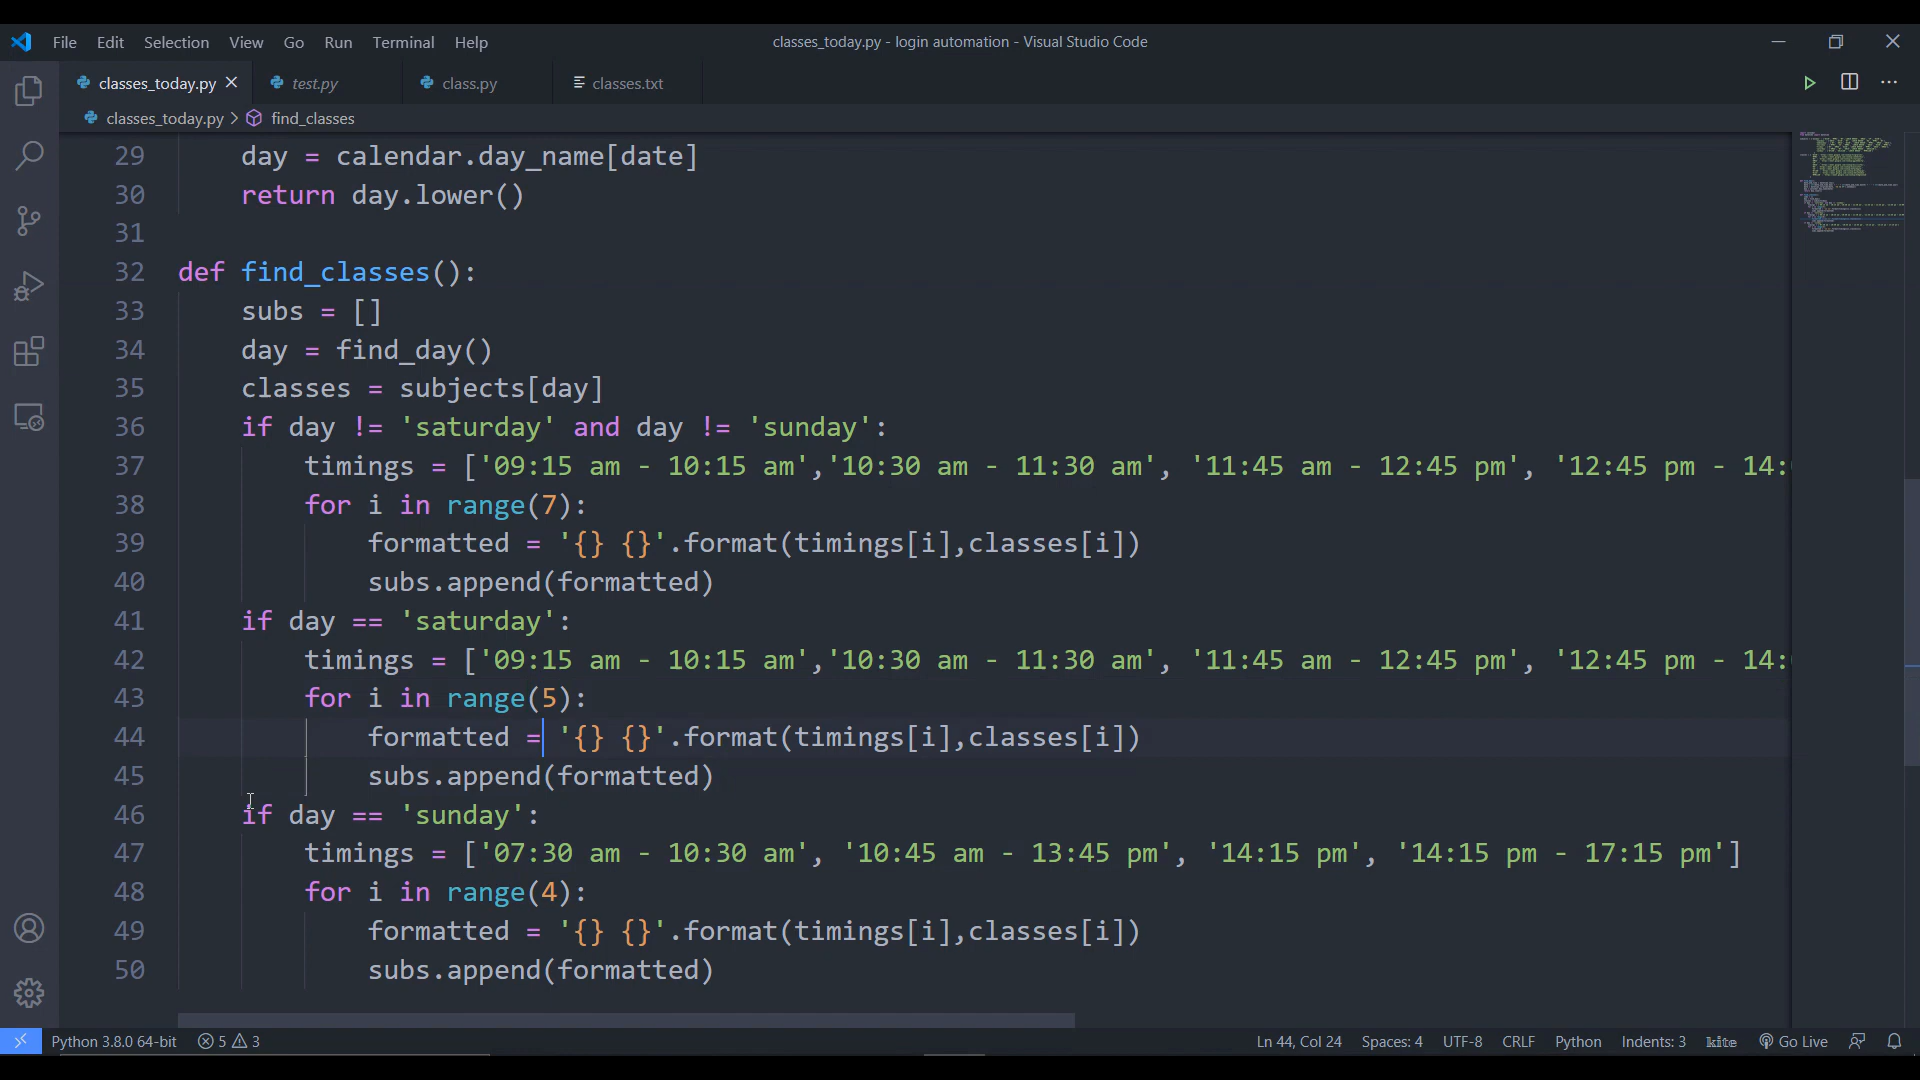 File Edit Selection View Go Run Terminal Help classes_today.py - login automation - Visual Studio Code
classes_today.py test.py class.py classes.txt
classes_today.py > find_classes
29 day = calendar.day_name[date]
30 return day.lower()
31
32 def find_classes():
33 subs = []
34 day = find_day()
35 classes = subjects[day]
36 if day != 'saturday' and day != 'sunday':
37 timings = ['09:15 am - 10:15 am','10:30 am - 11:30 am', '11:45 am - 12:45 pm', '12:45 pm - 14:
38 for i in range(7):
39 formatted = '{} {}'.format(timings[i],classes[i])
40 subs.append(formatted)
41 if day == 'saturday':
42 timings = ['09:15 am - 10:15 am','10:30 am - 11:30 am', '11:45 am - 12:45 pm', '12:45 pm - 14:
43 for i in range(5):
44 formatted = '{} {}'.format(timings[i],classes[i])
45 subs.append(formatted)
46 if day == 'sunday':
47 timings = ['07:30 am - 10:30 am', '10:45 am - 13:45 pm', '14:15 pm', '14:15 pm - 17:15 pm']
48 for i in range(4):
49 formatted = '{} {}'.format(timings[i],classes[i])
50 subs.append(formatted)
Python 3.8.0 64-bit 5 3 Ln 44, Col 24 Spaces: 4 UTF-8 CRLF Python Indents: 3 kite Go Live